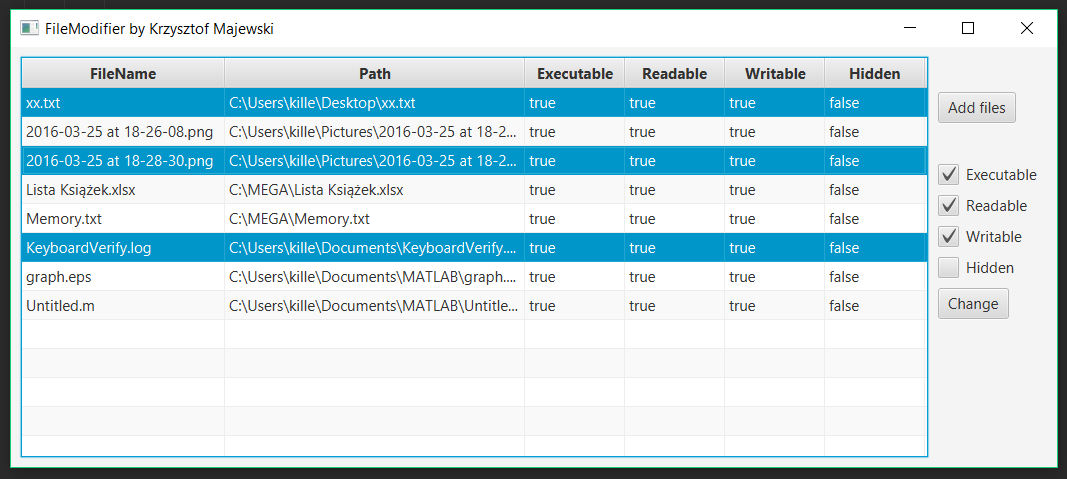 FileModifier by Krzysztof Majewski
FileName Path Executable Readable Writable Hidden
xx.txt C:\Users\kille\Desktop\xx.txt true true true false
2016-03-25 at 18-26-08.png C:\Users\kille\Pictures\2016-03-25 at 18-2... true true true false
2016-03-25 at 18-28-30.png C:\Users\kille\Pictures\2016-03-25 at 18-2... true true true false
Lista Książek.xlsx C:\MEGA\Lista Książek.xlsx true true true false
Memory.txt C:\MEGA\Memory.txt true true true false
KeyboardVerify.log C:\Users\kille\Documents\KeyboardVerify.... true true true false
graph.eps C:\Users\kille\Documents\MATLAB\graph.... true true true false
Untitled.m C:\Users\kille\Documents\MATLAB\Untitle... true true true false
Add files
Executable
Readable
Writable
Hidden
Change